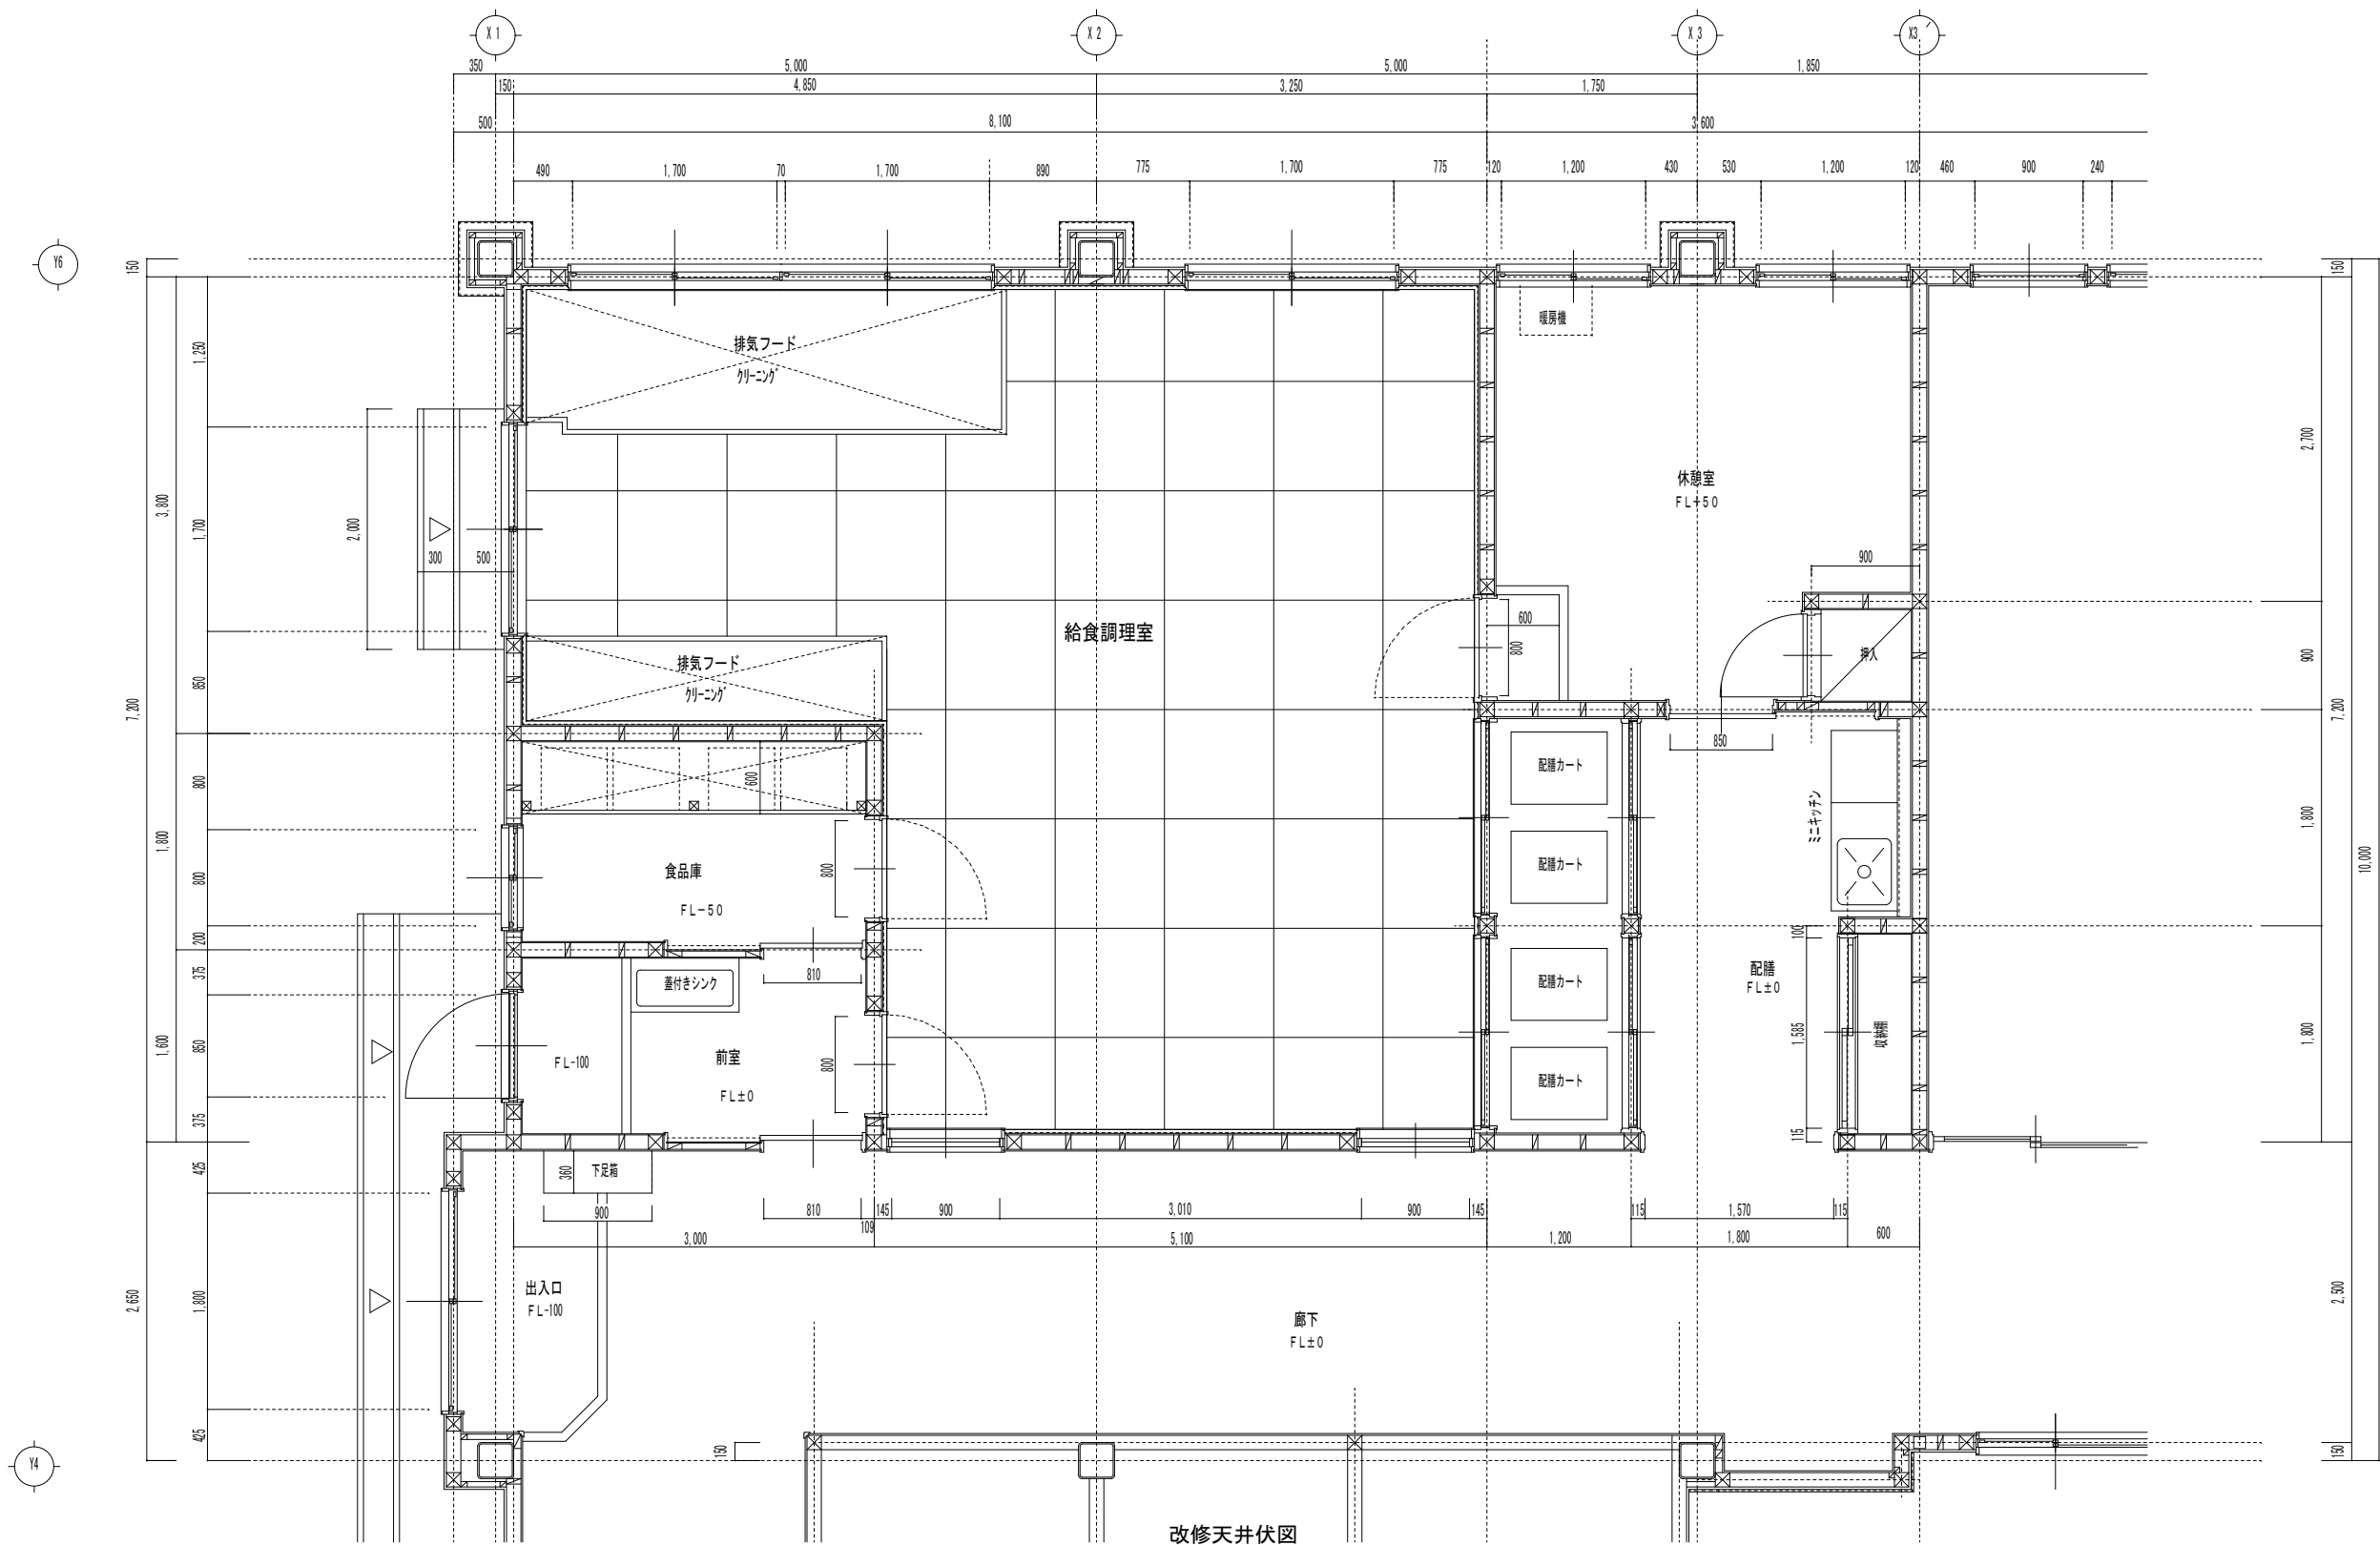 X1
X2
X3
X3´
350
5,000
5,000
1,850
150
4,850
3,250
1,750
500
8,100
3,600
490
1,700
70
1,700
890
775
1,700
775
120
1,200
430
530
1,200
120
460
900
240
Y6
150
150
暖房機
排気フード
クリーニング
1,250
2,700
休憩室
FL+50
3,800
2,000
1,700
300
500
900
600
800
給食調理室
押入
900
排気フード
クリーニング
850
7,200
7,200
850
配膳カート
800
600
ミニキッチン
1,800
1,800
10,000
食品庫
FL-50
800
800
配膳カート
200
100
375
810
蓋付きシンク
配膳カート
配膳
FL±0
1,600
850
FL-100
前室
FL±0
800
1,585
収納棚
1,800
配膳カート
375
115
425
360
下足箱
900
810
109
145
900
3,010
900
145
115
1,570
115
3,000
5,100
1,200
1,800
600
出入口
FL-100
2,650
1,800
廊下
FL±0
2,500
425
150
150
Y4
改修天井伏図